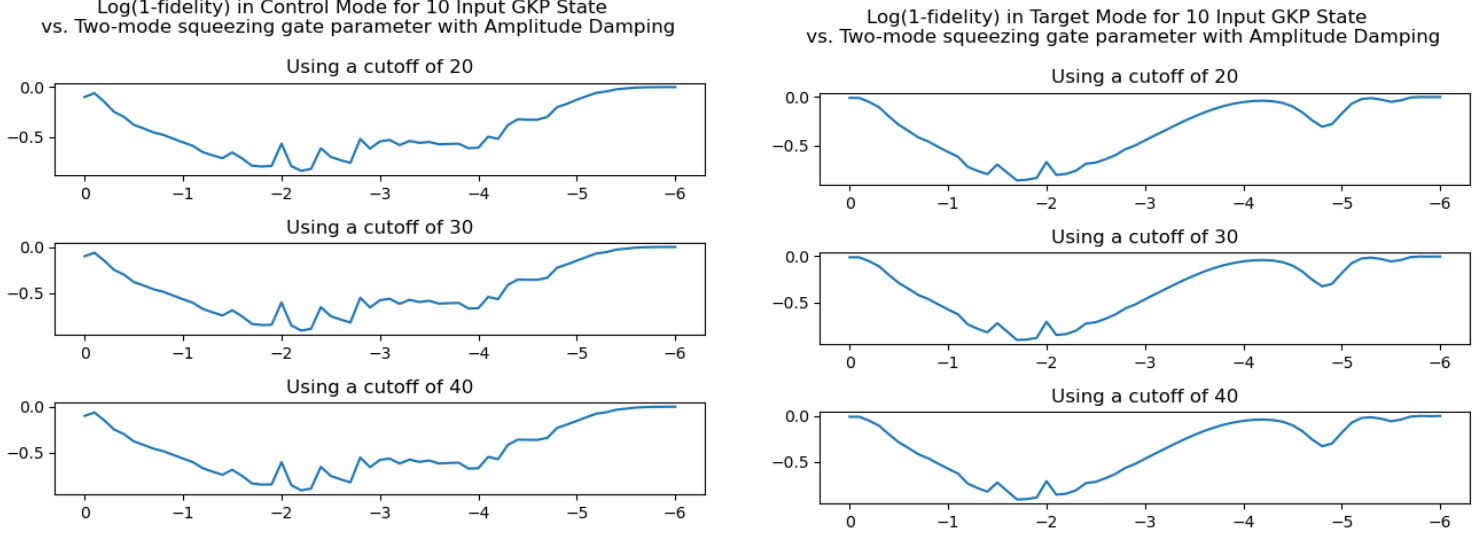 Log(1-fidelity) in Control Mode for 10 Input GKP State
vs. Two-mode squeezing gate parameter with Amplitude Damping
Using a cutoff of 20
0.0
−0.5
0 −1 −2 −3 −4 −5 −6
Using a cutoff of 30
0.0
−0.5
0 −1 −2 −3 −4 −5 −6
Using a cutoff of 40
0.0
−0.5
0 −1 −2 −3 −4 −5 −6
Log(1-fidelity) in Target Mode for 10 Input GKP State
vs. Two-mode squeezing gate parameter with Amplitude Damping
Using a cutoff of 20
0.0
−0.5
0 −1 −2 −3 −4 −5 −6
Using a cutoff of 30
0.0
−0.5
0 −1 −2 −3 −4 −5 −6
Using a cutoff of 40
0.0
−0.5
0 −1 −2 −3 −4 −5 −6